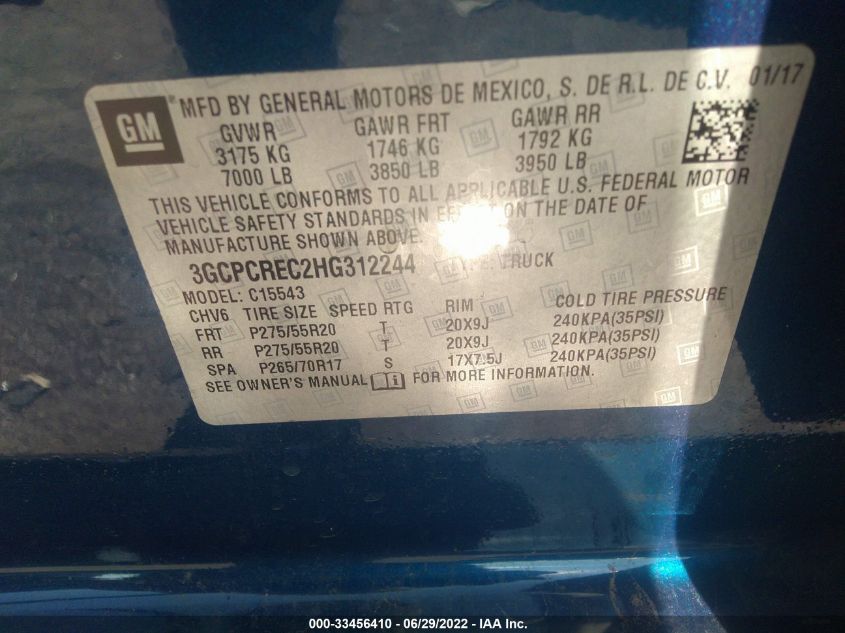 GM
MFD BY GENERAL MOTORS DE MEXICO, S. DE R.L. DE C.V. 01/17
GVWR GAWR FRT GAWR RR
3175 KG 1746 KG 1792 KG
7000 LB 3850 LB 3950 LB
THIS VEHICLE CONFORMS TO ALL APPLICABLE U.S. FEDERAL MOTOR
VEHICLE SAFETY STANDARDS IN EFFECT ON THE DATE OF
MANUFACTURE SHOWN ABOVE.
3GCPCREC2HG312244 TYPE: TRUCK
MODEL: C15543
CHV6 TIRE SIZE SPEED RTG RIM COLD TIRE PRESSURE
FRT P275/55R20 T 20X9J 240KPA(35PSI)
RR P275/55R20 T 20X9J 240KPA(35PSI)
SPA P265/70R17 S 17X7.5J 240KPA(35PSI)
SEE OWNER'S MANUAL FOR MORE INFORMATION.
000-33456410 - 06/29/2022 - IAA Inc.